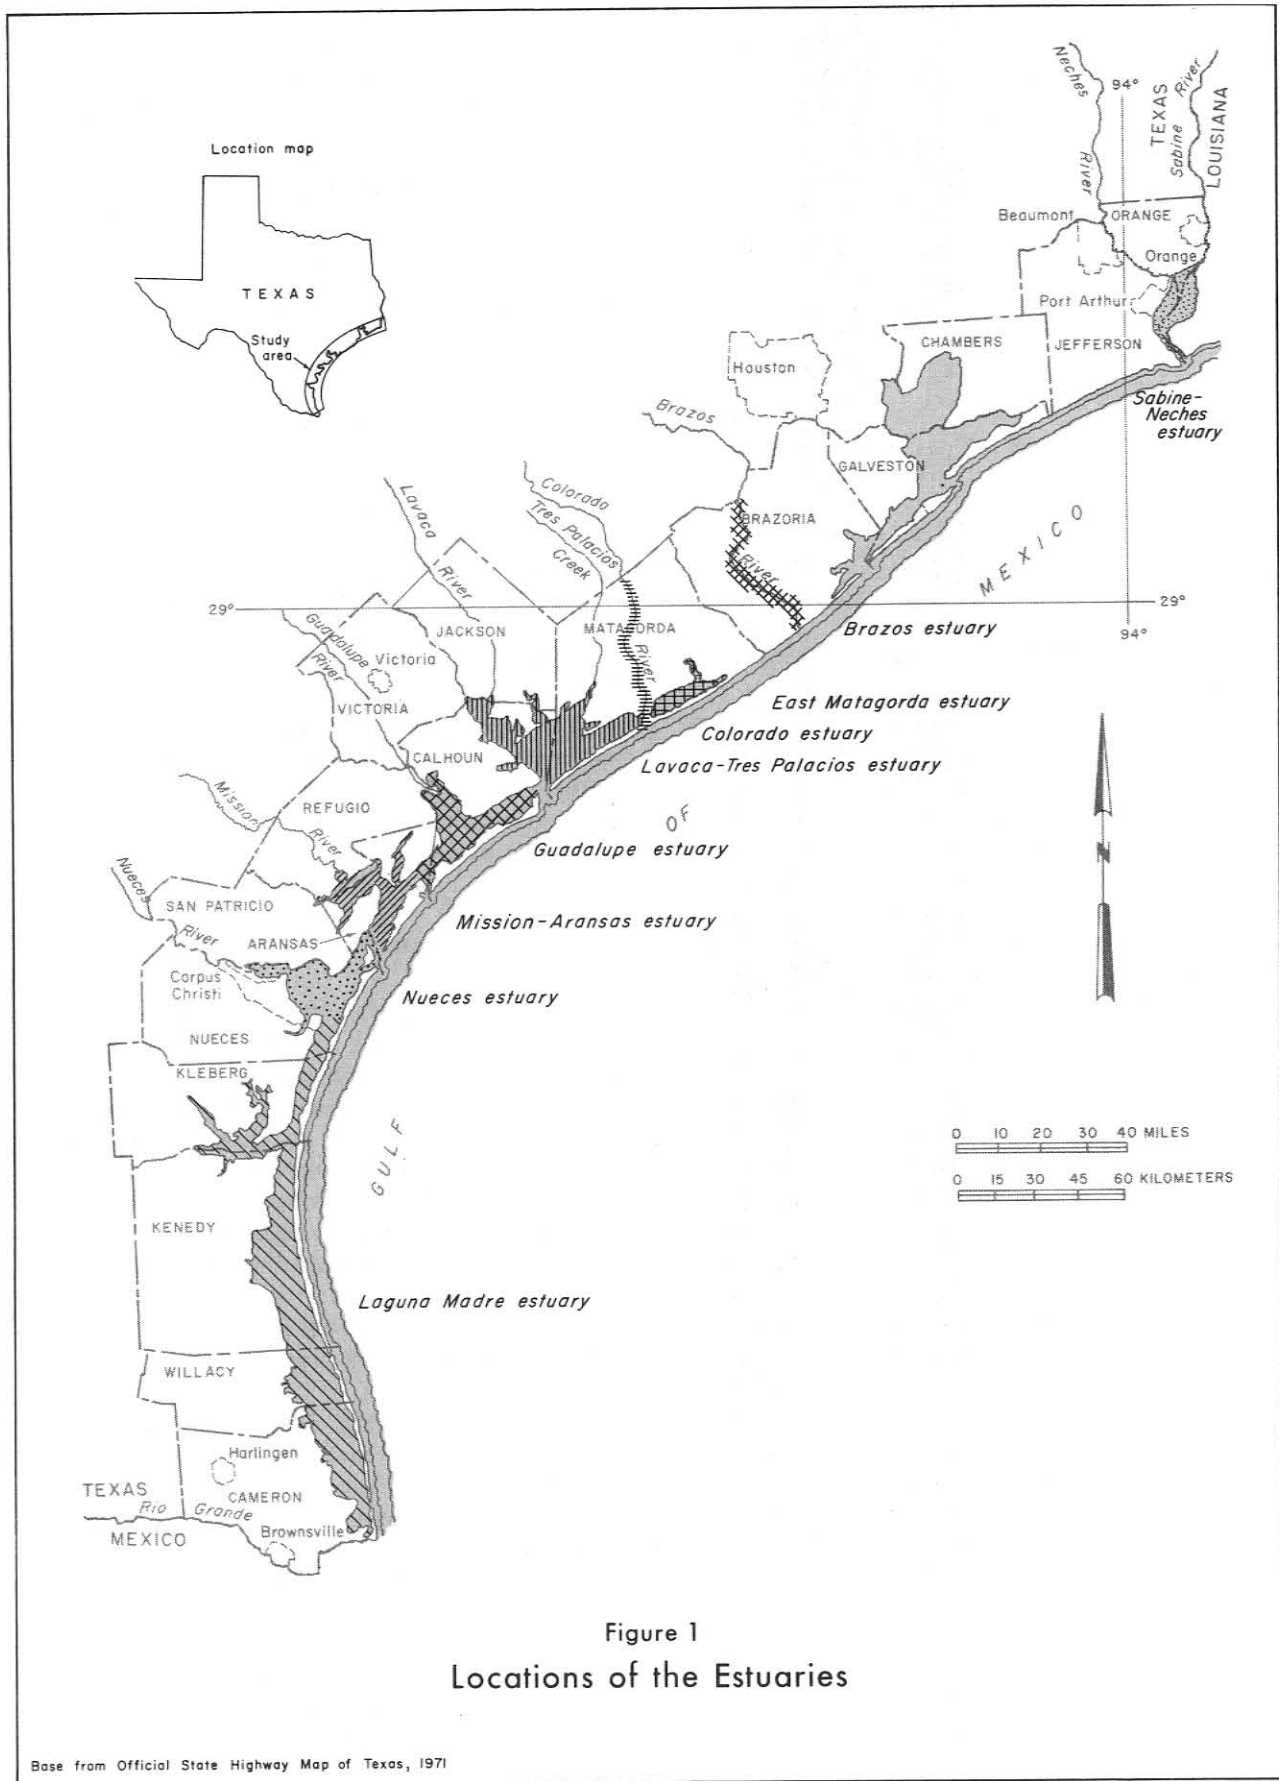 Location map
TEXAS
Study
area
Neches
River
94°
TEXAS
Sabine
River
LOUISIANA
Beaumont
ORANGE
Orange
Port Arthur
CHAMBERS
JEFFERSON
Houston
Sabine-
Neches
estuary
Brazos
GALVESTON
Lavaca
River
Colorado
Tres Palacios
Creek
BRAZORIA
River
MEXICO
29°
29°
94°
Guadalupe
River
JACKSON
MATAGORDA
River
Brazos estuary
Victoria
VICTORIA
East Matagorda estuary
Colorado estuary
CALHOUN
Lavaca-Tres Palacios estuary
Mission
River
REFUGIO
OF
Guadalupe estuary
N
Nueces
River
SAN PATRICIO
ARANSAS
Mission-Aransas estuary
Corpus
Christi
Nueces estuary
NUECES
KLEBERG
GULF
0 10 20 30 40 MILES
0 15 30 45 60 KILOMETERS
KENEDY
Laguna Madre estuary
WILLACY
Harlingen
TEXAS
CAMERON
Rio Grande
MEXICO
Brownsville
Figure 1
Locations of the Estuaries
Base from Official State Highway Map of Texas, 1971